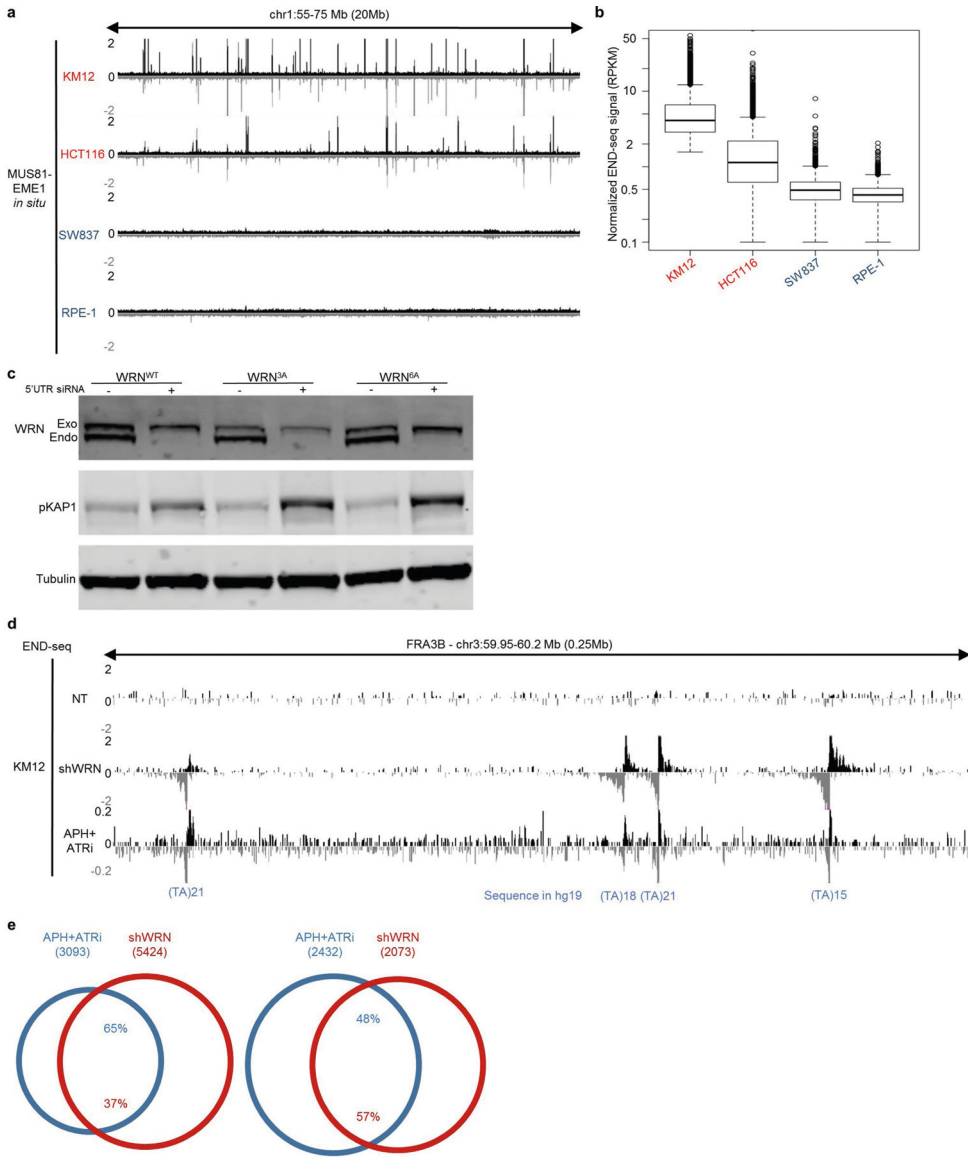 a
chr1:55-75 Mb (20Mb)
2
KM12
0
-2
2
HCT116
0
-2
MUS81-
EME1
in situ
2
SW837
0
-2
2
RPE-1
0
-2
b
Normalized END-seq signal (RPKM)
50
10
2
0.5
0.1
KM12
HCT116
SW837
RPE-1
c
WRNWT
WRN3A
WRN6A
5'UTR siRNA
- + - + - +
WRN
Exo
Endo
pKAP1
Tubulin
d
END-seq
FRA3B - chr3:59.95-60.2 Mb (0.25Mb)
2
NT
0
-2
KM12
2
shWRN
0
-2
0.2
APH+
ATRi
0
-0.2
(TA)21
Sequence in hg19
(TA)18 (TA)21
(TA)15
e
APH+ATRi
(3093)
shWRN
(5424)
65%
37%
APH+ATRi
(2432)
shWRN
(2073)
48%
57%